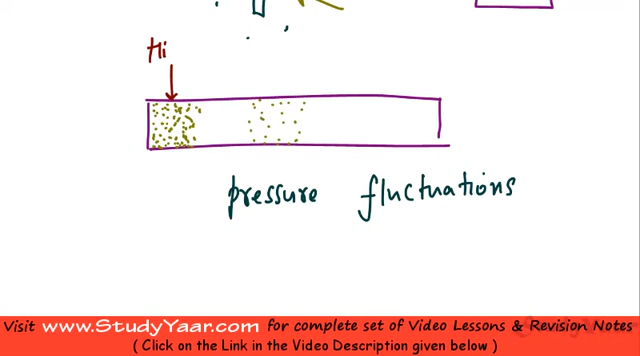 Hi
pressure fluctuations
Visit www.StudyYaar.com for complete set of Video Lessons & Revision Notes
( Click on the Link in the Video Description given below )